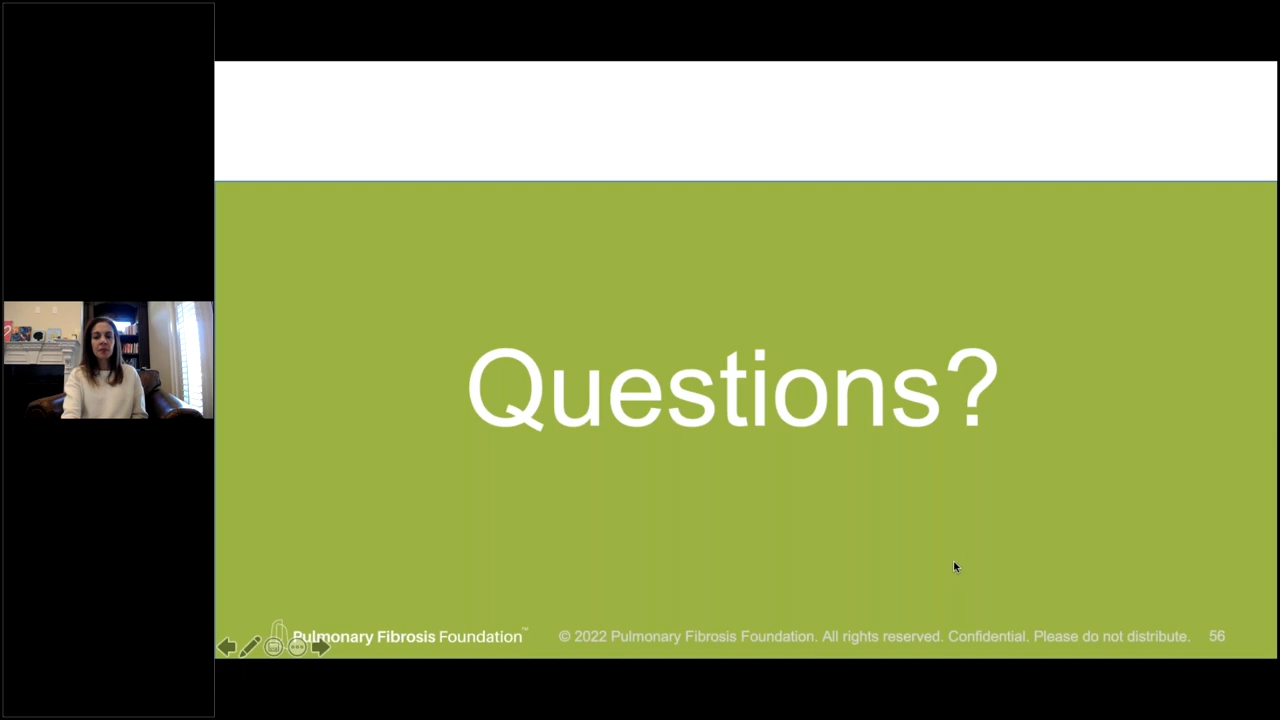 Questions?
Pulmonary Fibrosis Foundation™
© 2022 Pulmonary Fibrosis Foundation. All rights reserved. Confidential. Please do not distribute. 56